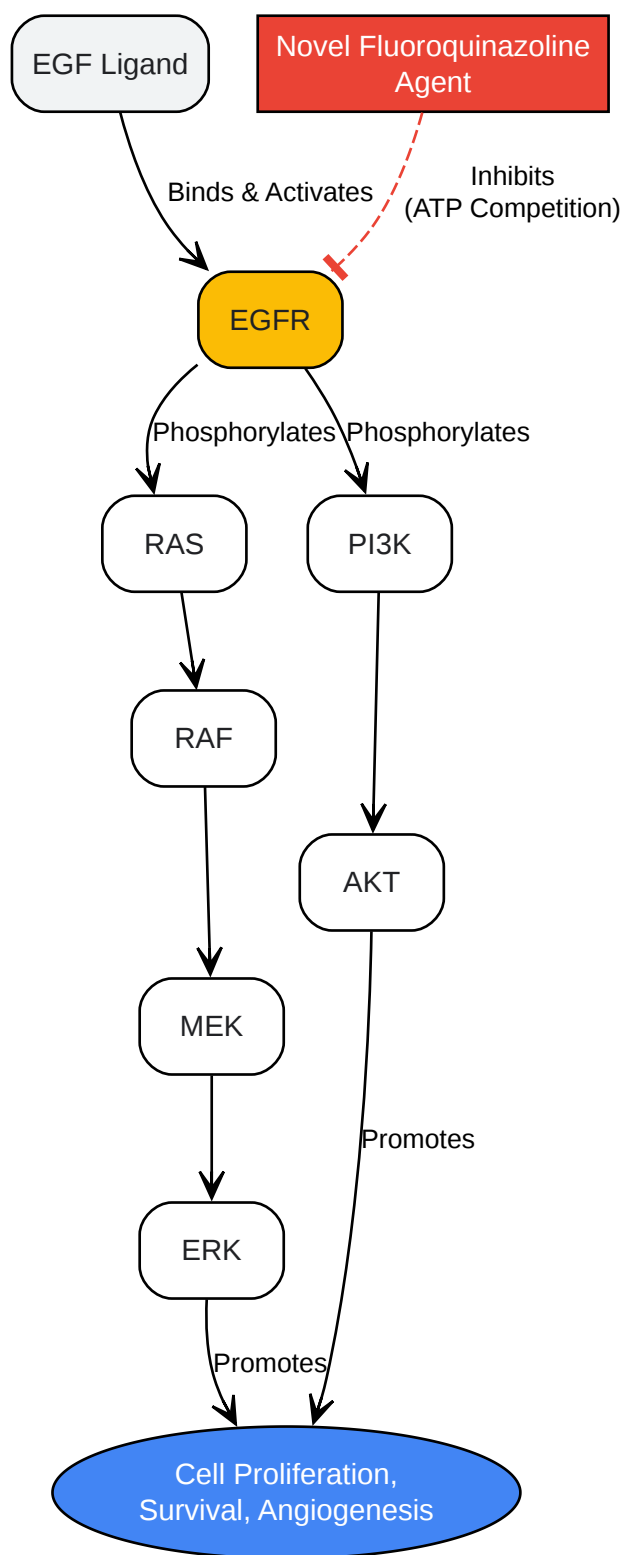 EGF Ligand
Novel Fluoroquinazoline
Agent
Binds & Activates
Inhibits
(ATP Competition)
EGFR
Phosphorylates
Phosphorylates
RAS
PI3K
RAF
AKT
MEK
Promotes
ERK
Promotes
Cell Proliferation,
Survival, Angiogenesis